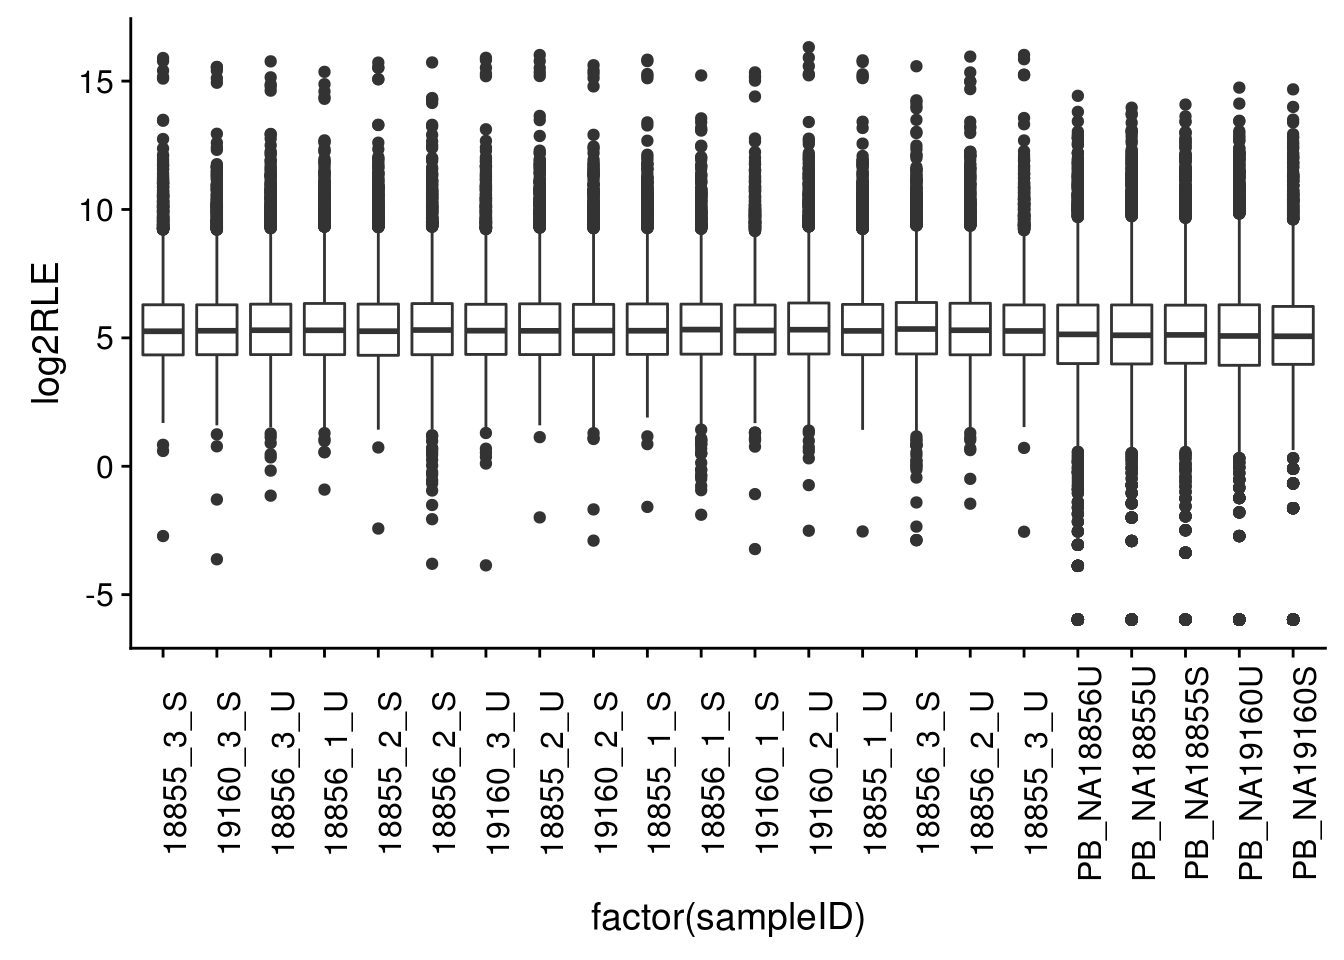 log2RLE
15
10
5
0
-5
18855_3_S
19160_3_S
18856_3_U
18856_1_U
18855_2_S
18856_2_S
19160_3_U
18855_2_U
19160_2_S
18855_1_S
18856_1_S
19160_1_S
19160_2_U
18855_1_U
18856_3_S
18856_2_U
18855_3_U
PB_NA18856U
PB_NA18855U
PB_NA18855S
PB_NA19160U
PB_NA19160S
factor(sampleID)